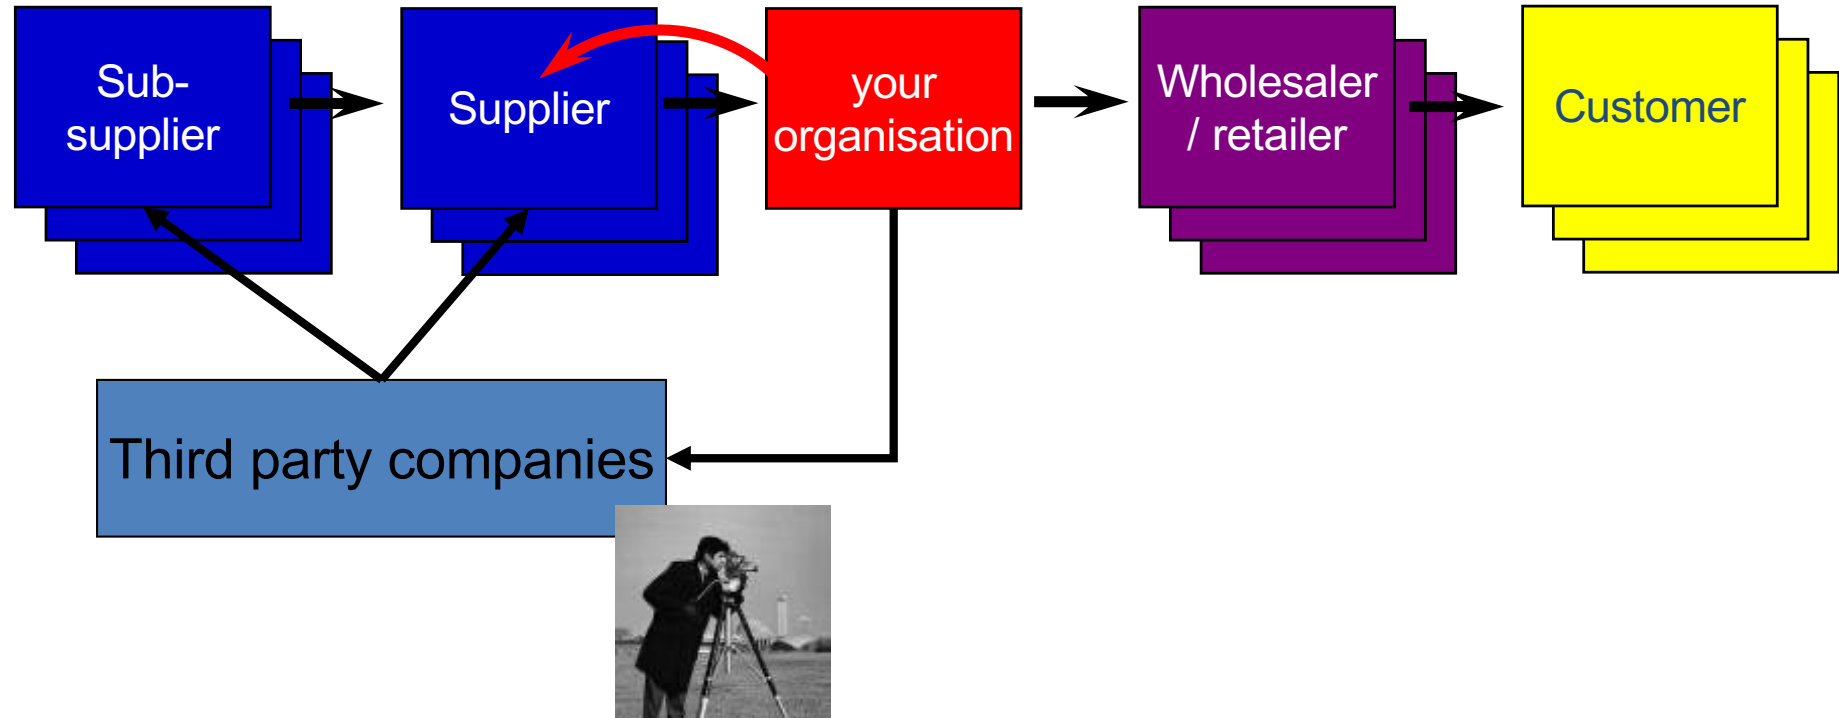 Sub-
supplier
Supplier
your
organisation
Wholesaler
/ retailer
Customer
Third party companies